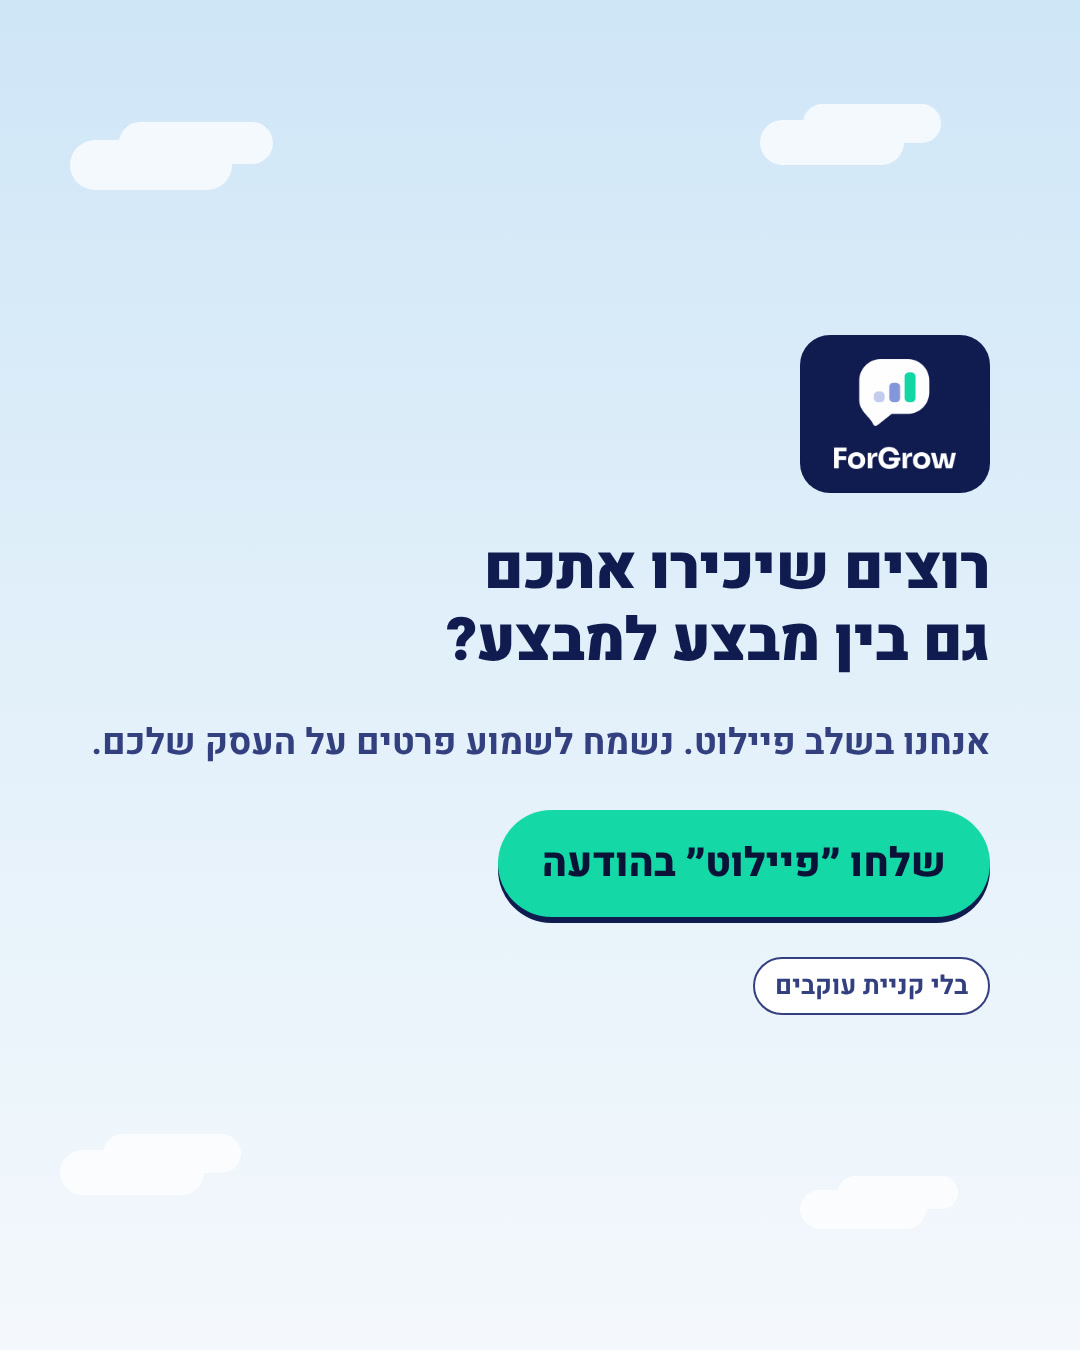 ForGrow
רוצים שיכירו אתכם
גם בין מבצע למבצע?
אנחנו בשלב פיילוט. נשמח לשמוע פרטים על העסק שלכם.
שלחו ״פיילוט״ בהודעה
בלי קניית עוקבים